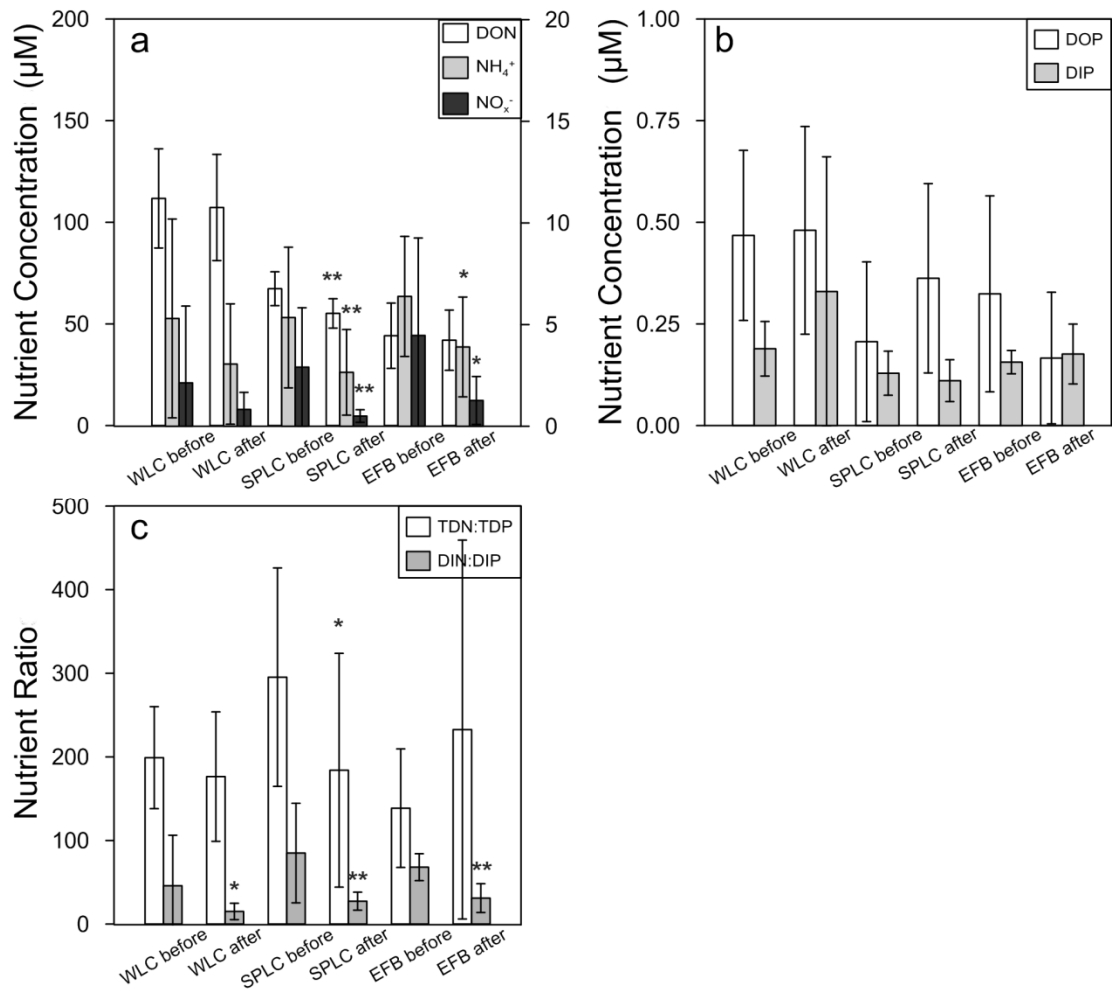 a
Nutrient Concentration (µM)
200
150
100
50
0
20
15
10
5
0
DON
NH₄⁺
NOₓ⁻
**
**
**
*
*
WLC before
WLC after
SPLC before
SPLC after
EFB before
EFB after
b
Nutrient Concentration (µM)
1.00
0.75
0.50
0.25
0.00
DOP
DIP
WLC before
WLC after
SPLC before
SPLC after
EFB before
EFB after
c
Nutrient Ratio
500
400
300
200
100
0
TDN:TDP
DIN:DIP
*
*
**
**
WLC before
WLC after
SPLC before
SPLC after
EFB before
EFB after